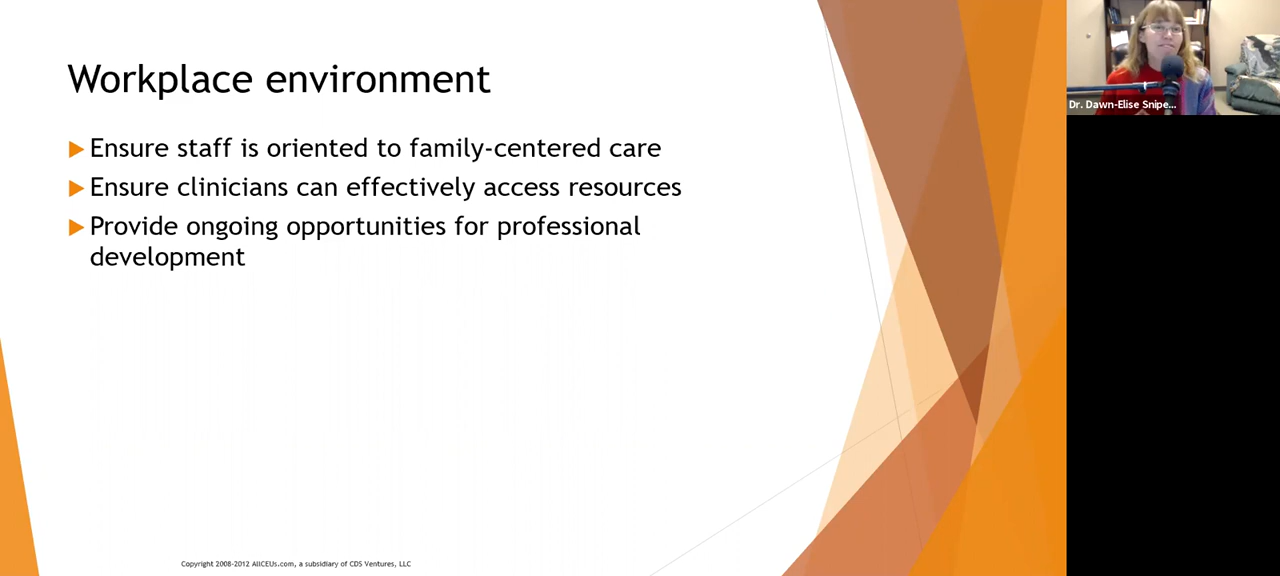 Workplace environment
Ensure staff is oriented to family-centered care
Ensure clinicians can effectively access resources
Provide ongoing opportunities for professional
development
Copyright 2008-2012 AllCEUs.com, a subsidiary of CDS Ventures, LLC
Dr. Dawn-Elise Snipe...